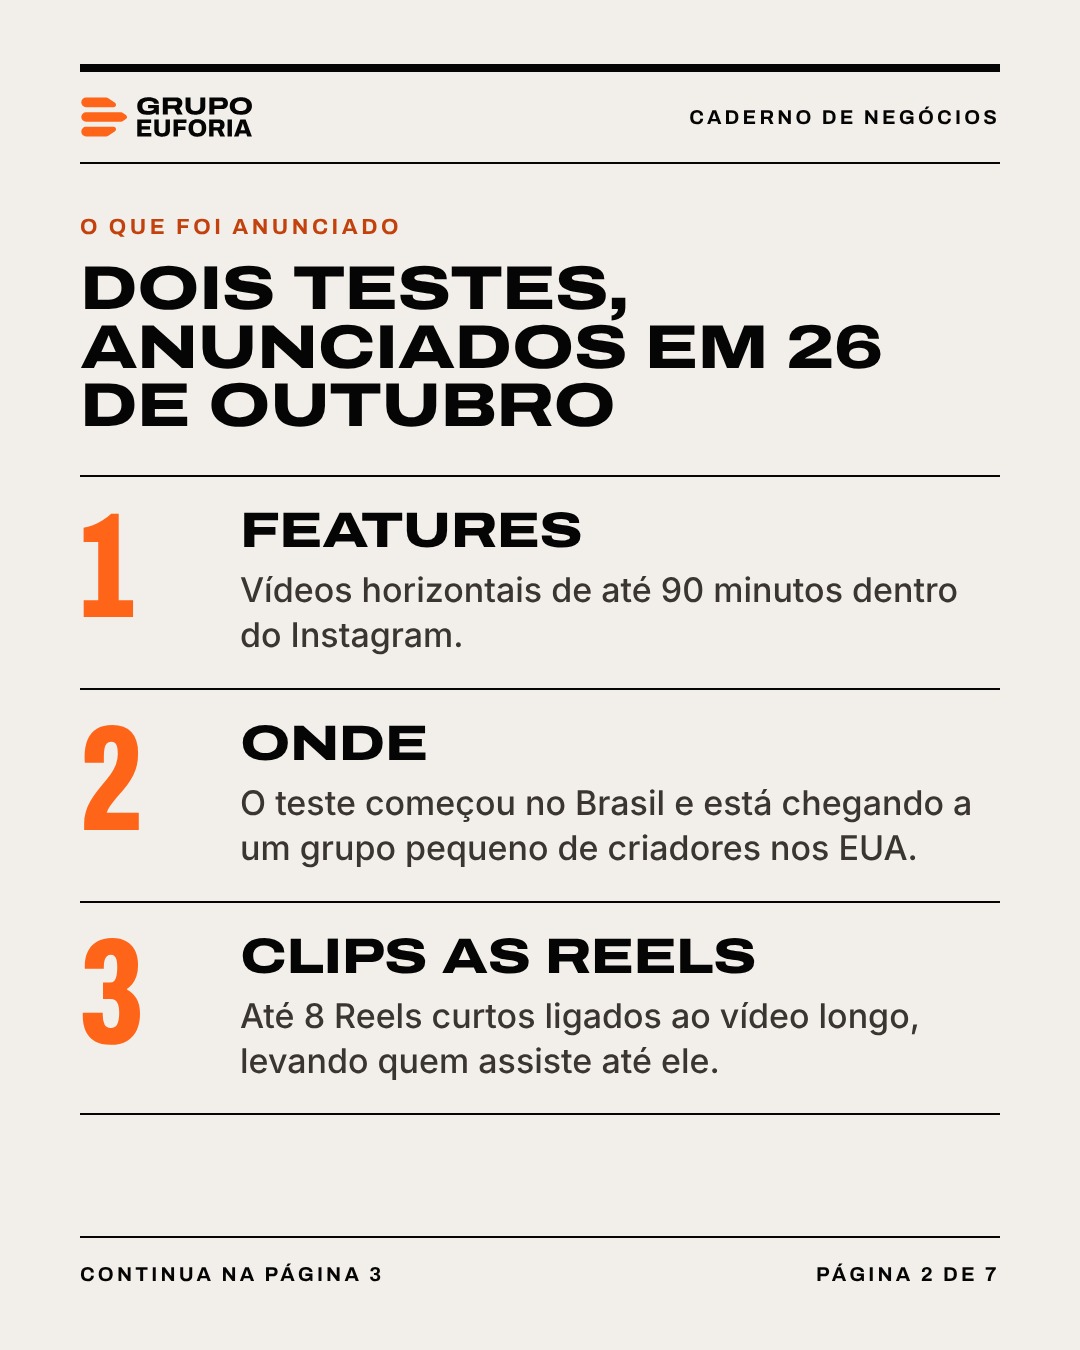 GRUPO
EUFORIA
CADERNO DE NEGÓCIOS
O QUE FOI ANUNCIADO
DOIS TESTES,
ANUNCIADOS EM 26
DE OUTUBRO
1
FEATURES
Vídeos horizontais de até 90 minutos dentro
do Instagram.
2
ONDE
O teste começou no Brasil e está chegando a
um grupo pequeno de criadores nos EUA.
3
CLIPS AS REELS
Até 8 Reels curtos ligados ao vídeo longo,
levando quem assiste até ele.
CONTINUA NA PÁGINA 3
PÁGINA 2 DE 7